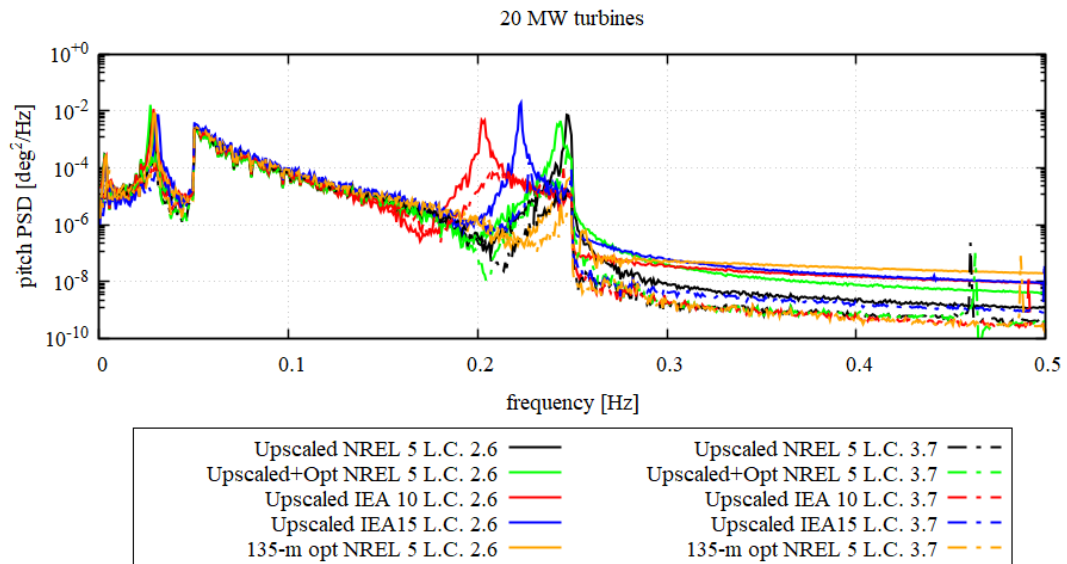 20 MW turbines
10^+0
10^-2
10^-4
10^-6
10^-8
10^-10
pitch PSD [deg^2/Hz]
0 0.1 0.2 0.3 0.4 0.5
frequency [Hz]
Upscaled NREL 5 L.C. 2.6 Upscaled NREL 5 L.C. 3.7
Upscaled+Opt NREL 5 L.C. 2.6 Upscaled+Opt NREL 5 L.C. 3.7
Upscaled IEA 10 L.C. 2.6 Upscaled IEA 10 L.C. 3.7
Upscaled IEA15 L.C. 2.6 Upscaled IEA15 L.C. 3.7
135-m opt NREL 5 L.C. 2.6 135-m opt NREL 5 L.C. 3.7